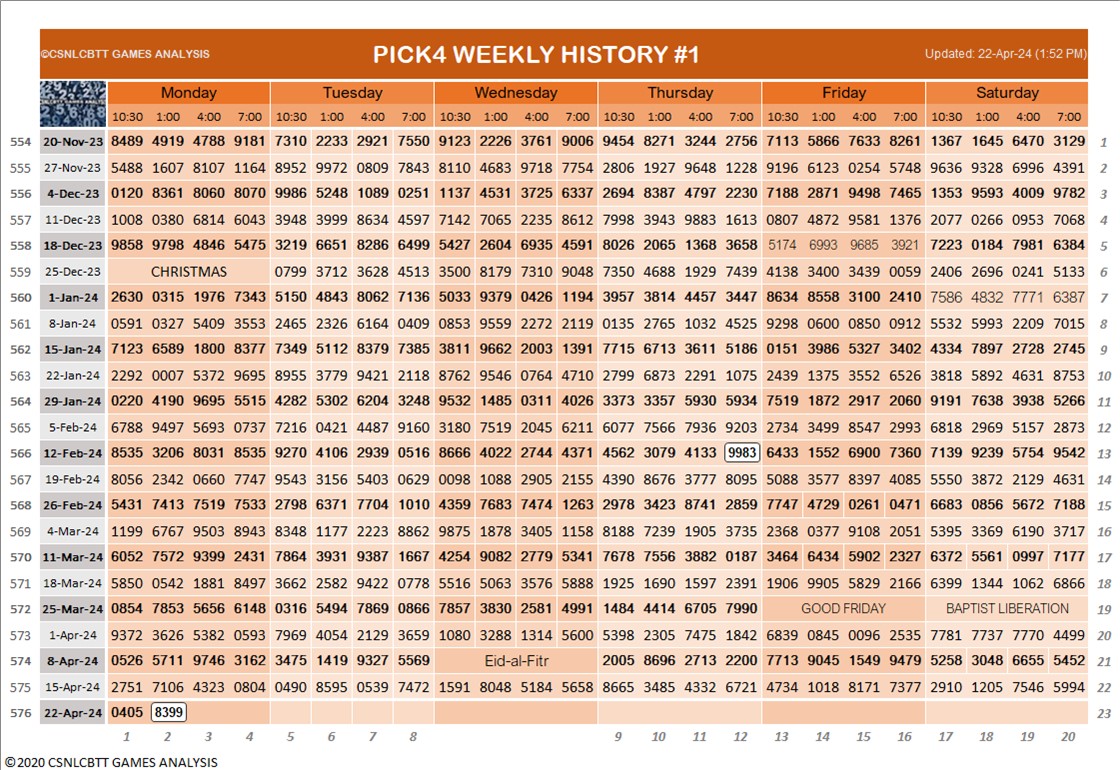 ©CSNLCBTT GAMES ANALYSIS PICK4 WEEKLY HISTORY #1 Updated: 22-Apr-24 (1:52 PM)
Monday Tuesday Wednesday Thursday Friday Saturday
10:30 1:00 4:00 7:00 10:30 1:00 4:00 7:00 10:30 1:00 4:00 7:00 10:30 1:00 4:00 7:00 10:30 1:00 4:00 7:00 10:30 1:00 4:00 7:00
554 20-Nov-23 8489 4919 4788 9181 7310 2233 2921 7550 9123 2226 3761 9006 9454 8271 3244 2756 7113 5866 7633 8261 1367 1645 6470 3129 1
555 27-Nov-23 5488 1607 8107 1164 8952 9972 0809 7843 8110 4683 9718 7754 2806 1927 9648 1228 9196 6123 0254 5748 9636 9328 6996 4391 2
556 4-Dec-23 0120 8361 8060 8070 9986 5248 1089 0251 1137 4531 3725 6337 2694 8387 4797 2230 7188 2871 9498 7465 1353 9593 4009 9782 3
557 11-Dec-23 1008 0380 6814 6043 3948 3999 8634 4597 7142 7065 2235 8612 7998 3943 9883 1613 0807 4872 9581 1376 2077 0266 0953 7068 4
558 18-Dec-23 9858 9798 4846 5475 3219 6651 8286 6499 5427 2604 6935 4591 8026 2065 1368 3658 5174 6993 9685 3921 7223 0184 7981 6384 5
559 25-Dec-23 CHRISTMAS 0799 3712 3628 4513 3500 8179 7310 9048 7350 4688 1929 7439 4138 3400 3439 0059 2406 2696 0241 5133 6
560 1-Jan-24 2630 0315 1976 7343 5150 4843 8062 7136 5033 9379 0426 1194 3957 3814 4457 3447 8634 8558 3100 2410 7586 4832 7771 6387 7
561 8-Jan-24 0591 0327 5409 3553 2465 2326 6164 0409 0853 9559 2272 2119 0135 2765 1032 4525 9298 0600 0850 0912 5532 5993 2209 7015 8
562 15-Jan-24 7123 6589 1800 8377 7349 5112 8379 7385 3811 9662 2003 1391 7715 6713 3611 5186 0151 3986 5327 3402 4334 7897 2728 2745 9
563 22-Jan-24 2292 0007 5372 9695 8955 3779 9421 2118 8762 9546 0764 4710 2799 6873 2291 1075 2439 1375 3552 6526 3818 5892 4631 8753 10
564 29-Jan-24 0220 4190 9695 5515 4282 5302 6204 3248 9532 1485 0311 4026 3373 3357 5930 5934 7519 1872 2917 2060 9191 7638 3938 5266 11
565 5-Feb-24 6788 9497 5693 0737 7216 0421 4487 9160 3180 7519 2045 6211 6077 7566 7936 9203 2734 3499 8547 2993 6818 2969 5157 2873 12
566 12-Feb-24 8535 3206 8031 8535 9270 4106 2939 0516 8666 4022 2744 4371 4562 3079 4133 9983 6433 1552 6900 7360 7139 9239 5754 9542 13
567 19-Feb-24 8056 2342 0660 7747 9543 3156 5403 0629 0098 1088 2905 2155 4390 8676 3777 8095 5088 3577 8397 4085 5550 3872 2129 4631 14
568 26-Feb-24 5431 7413 7519 7533 2798 6371 7704 1010 4359 7683 7474 1263 2978 3423 8741 2859 7747 4729 0261 0471 6683 0856 5672 7188 15
569 4-Mar-24 1199 6767 9503 8943 8348 1177 2223 8862 9875 1878 3405 1158 8188 7239 1905 3735 2368 0377 9108 2051 5395 3369 6190 3717 16
570 11-Mar-24 6052 7572 9399 2431 7864 3931 9387 1667 4254 9082 2779 5341 7678 7556 3882 0187 3464 6434 5902 2327 6372 5561 0997 7177 17
571 18-Mar-24 5850 0542 1881 8497 3662 2582 9422 0778 5516 5063 3576 5888 1925 1690 1597 2391 1906 9905 5829 2166 6399 1344 1062 6866 18
572 25-Mar-24 0854 7853 5656 6148 0316 5494 7869 0866 7857 3830 2581 4991 1484 4414 6705 7990 GOOD FRIDAY BAPTIST LIBERATION 19
573 1-Apr-24 9372 3626 5382 0593 7969 4054 2129 3659 1080 3288 1314 5600 5398 2305 7475 1842 6839 0845 0096 2535 7781 7737 7770 4499 20
574 8-Apr-24 0526 5711 9746 3162 3475 1419 9327 5569 Eid-al-Fitr 2005 8696 2713 2200 7713 9045 1549 9479 5258 3048 6655 5452 21
575 15-Apr-24 2751 7106 4323 0804 0490 8595 0539 7472 1591 8048 5184 5658 8665 3485 4332 6721 4734 1018 8171 7377 2910 1205 7546 5994 22
576 22-Apr-24 0405 8399 23
1 2 3 4 5 6 7 8 9 10 11 12 13 14 15 16 17 18 19 20
©2020 CSNLCBTT GAMES ANALYSIS